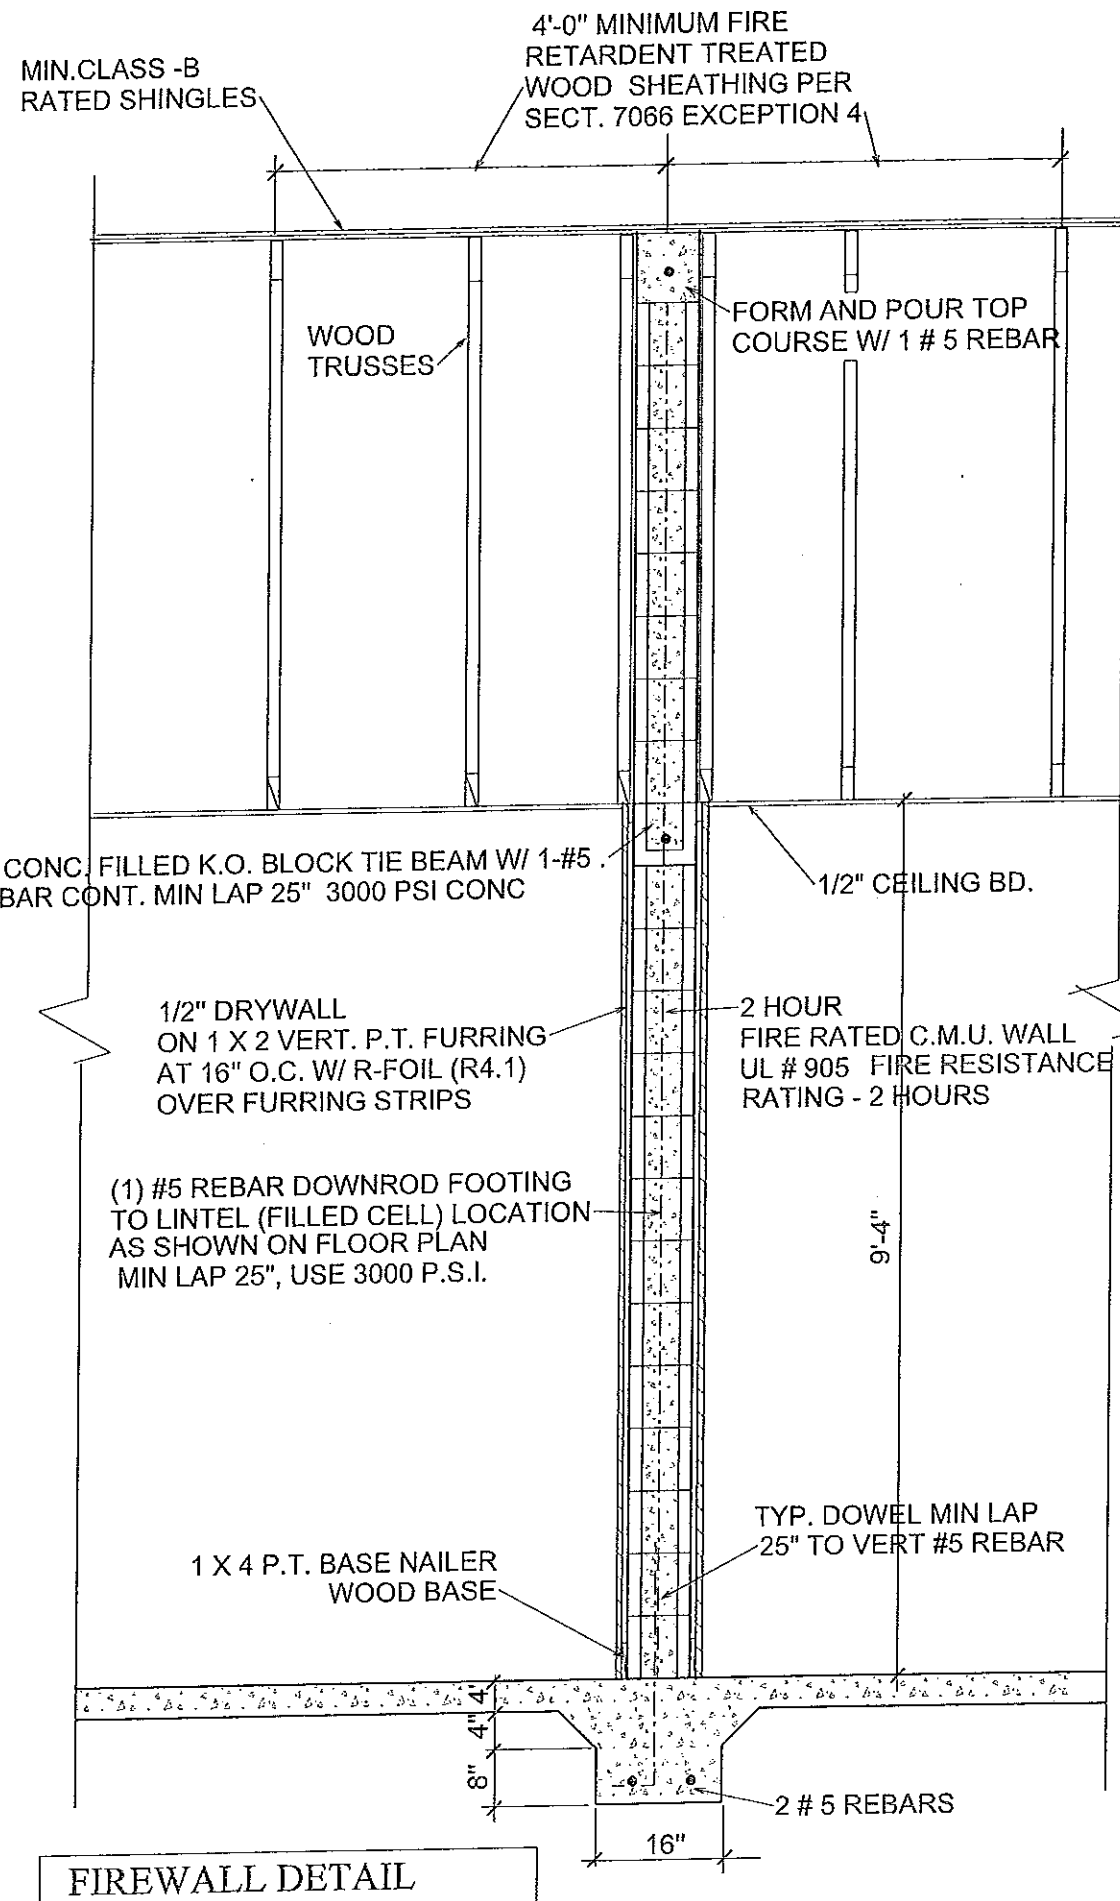 4'-0" MINIMUM FIRE
RETARDENT TREATED
WOOD SHEATHING PER
SECT. 7066 EXCEPTION 4
MIN.CLASS -B
RATED SHINGLES
WOOD
TRUSSES
FORM AND POUR TOP
COURSE W/ 1 # 5 REBAR
CONC. FILLED K.O. BLOCK TIE BEAM W/ 1-#5
BAR CONT. MIN LAP 25" 3000 PSI CONC
1/2" CEILING BD.
1/2" DRYWALL
ON 1 X 2 VERT. P.T. FURRING
AT 16" O.C. W/ R-FOIL (R4.1)
OVER FURRING STRIPS
2 HOUR
FIRE RATED C.M.U. WALL
UL # 905 FIRE RESISTANCE
RATING - 2 HOURS
(1) #5 REBAR DOWNROD FOOTING
TO LINTEL (FILLED CELL) LOCATION
AS SHOWN ON FLOOR PLAN
MIN LAP 25", USE 3000 P.S.I.
9'-4"
TYP. DOWEL MIN LAP
25" TO VERT #5 REBAR
1 X 4 P.T. BASE NAILER
WOOD BASE
4"
4"
8"
2 # 5 REBARS
16"
FIREWALL DETAIL